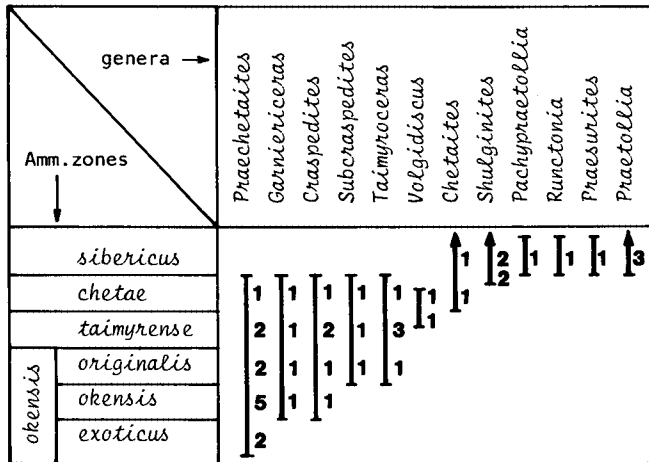 genera
Praechetaites
Garniericeras
Craspedites
Subcraspedites
Taimyroceras
Volgidiscus
Chetaites
Shulginites
Pachypraetollia
Runctonia
Praesurites
Praetollia
Amm.zones
sibericus 1 2 1 1 1 3
2
chetae 1 1 1 1 1 1 1
taimyrense 2 1 2 1 3 1
originalis 2 1 1 1 1
okensis
okensis 5 1 1
exoticus 2